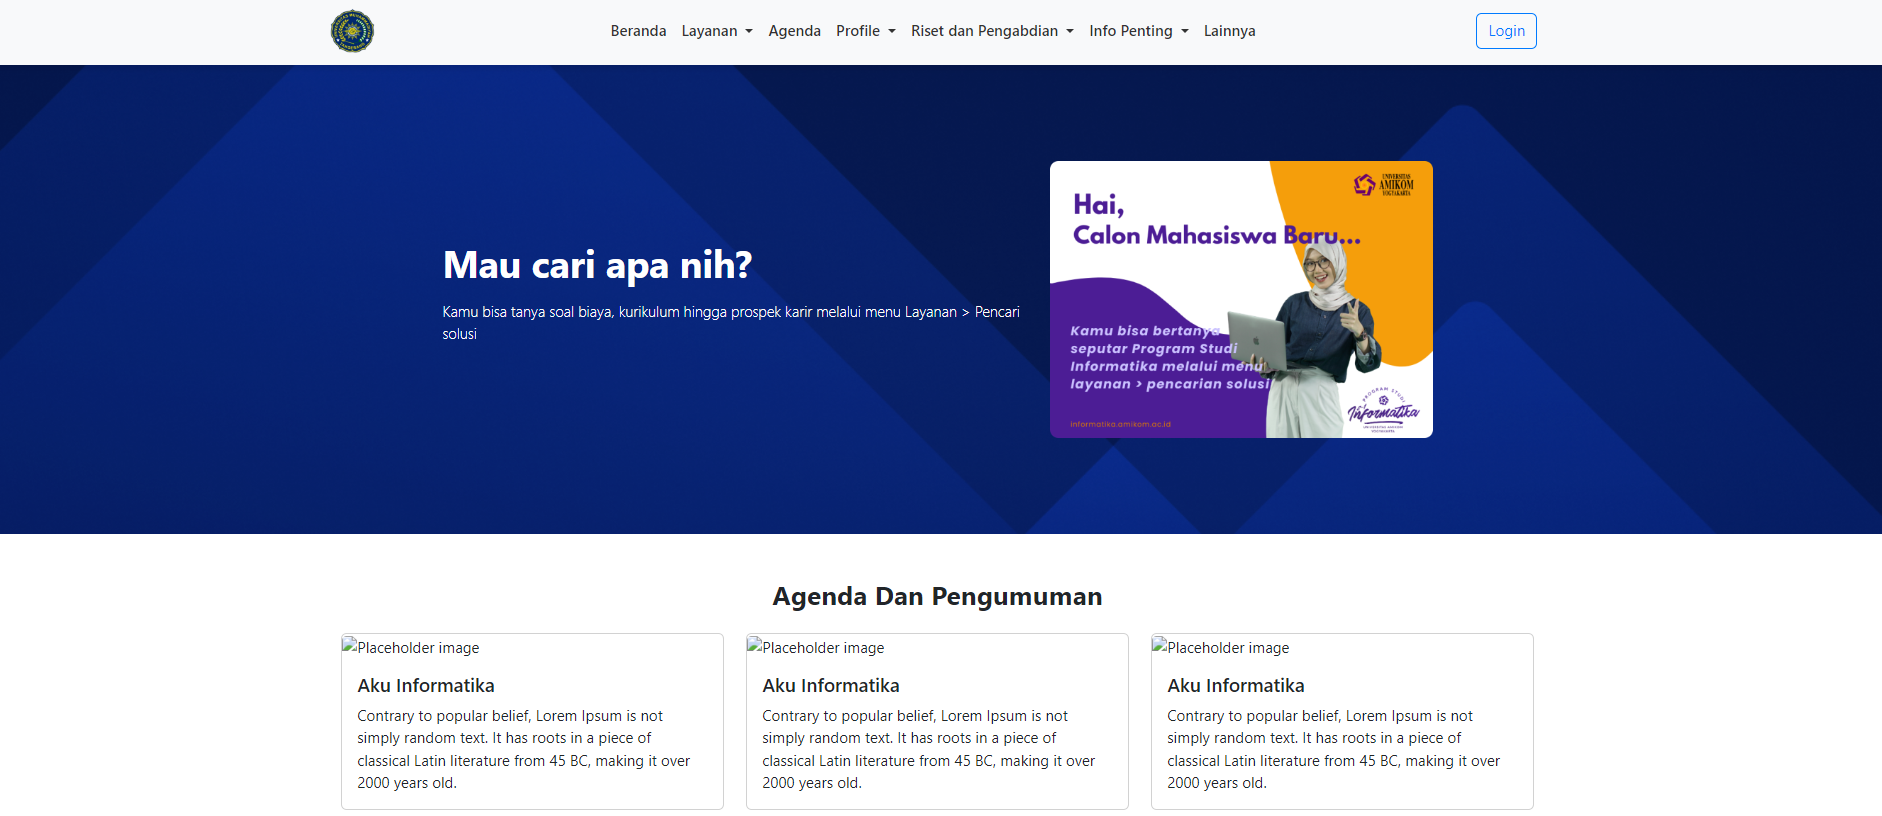 Beranda Layanan Agenda Profile Riset dan Pengabdian Info Penting Lainnya Login
Mau cari apa nih?
Kamu bisa tanya soal biaya, kurikulum hingga prospek karir melalui menu Layanan > Pencari
solusi
UNIVERSITAS
AMIKOM
YOGYAKARTA
Hai,
Calon Mahasiswa Baru...
Kamu bisa bertanya
seputar Program Studi
Informatika melalui menu
layanan > pencarian solusi
informatika.amikom.ac.id
PROGRAM STUDI
Informatika
UNIVERSITAS AMIKOM
YOGYAKARTA
Agenda Dan Pengumuman
Placeholder image
Aku Informatika
Contrary to popular belief, Lorem Ipsum is not
simply random text. It has roots in a piece of
classical Latin literature from 45 BC, making it over
2000 years old.
Placeholder image
Aku Informatika
Contrary to popular belief, Lorem Ipsum is not
simply random text. It has roots in a piece of
classical Latin literature from 45 BC, making it over
2000 years old.
Placeholder image
Aku Informatika
Contrary to popular belief, Lorem Ipsum is not
simply random text. It has roots in a piece of
classical Latin literature from 45 BC, making it over
2000 years old.